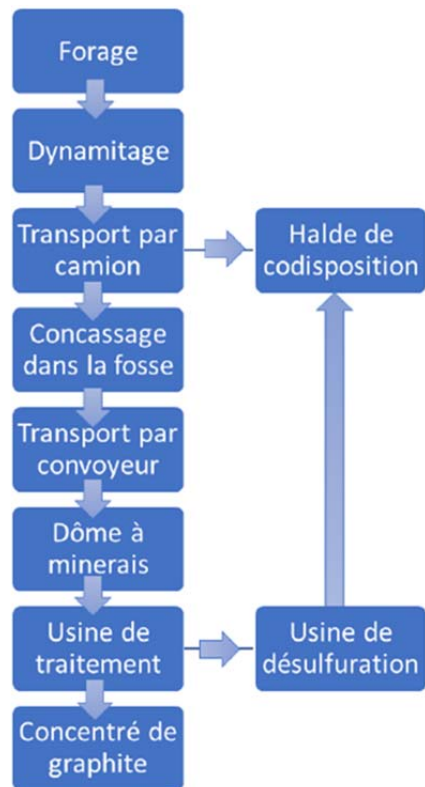 Forage
Dynamitage
Transport par
camion
Halde de
codisposition
Concassage
dans la fosse
Transport par
convoyeur
Dôme à
minerais
Usine de
traitement
Usine de
désulfuration
Concentré de
graphite